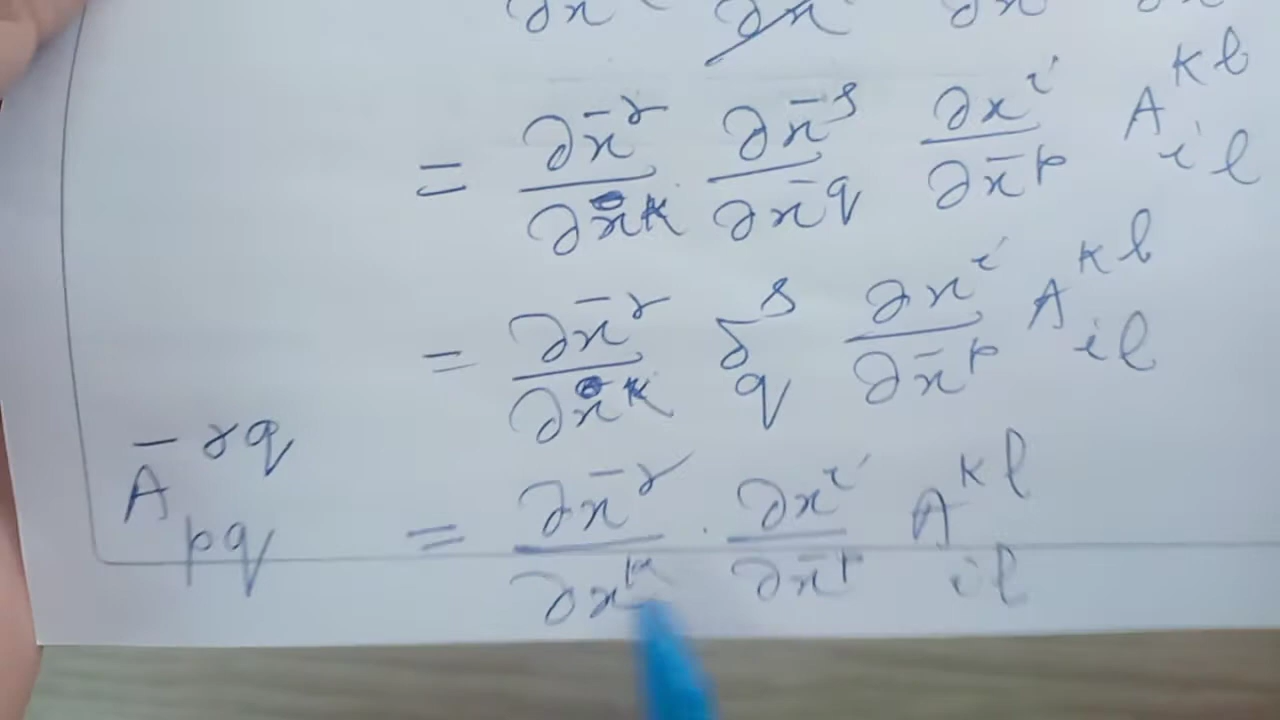 = ∂x̄^r/∂x^k ∂x̄^s/∂x̄^q ∂x^i/∂x̄^p A^{kl}_{il}
= ∂x̄^r/∂x^k δ^s_q ∂x^i/∂x̄^p A^{kl}_{il}
Ā^{rq}_{pq} = ∂x̄^r/∂x^k · ∂x^i/∂x̄^p A^{kl}_{il}